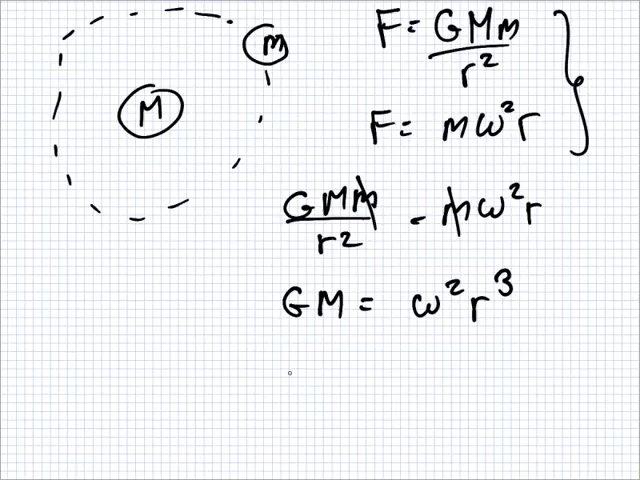 m
M
F = GMm / r²
F = mω²r
GMm / r² = mω²r
GM = ω²r³